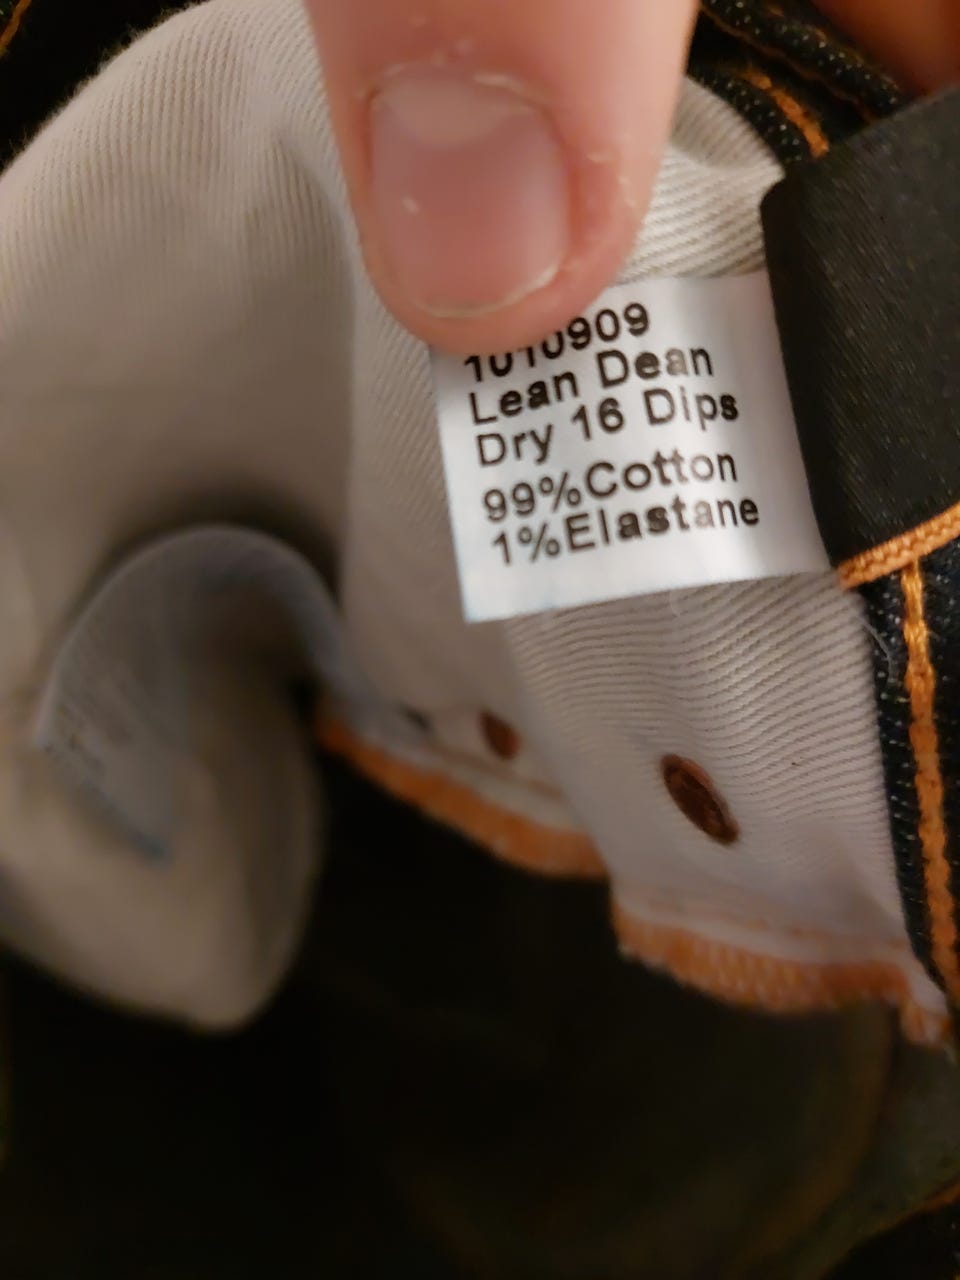 1010909
Lean Dean
Dry 16 Dips
99%Cotton
1%Elastane